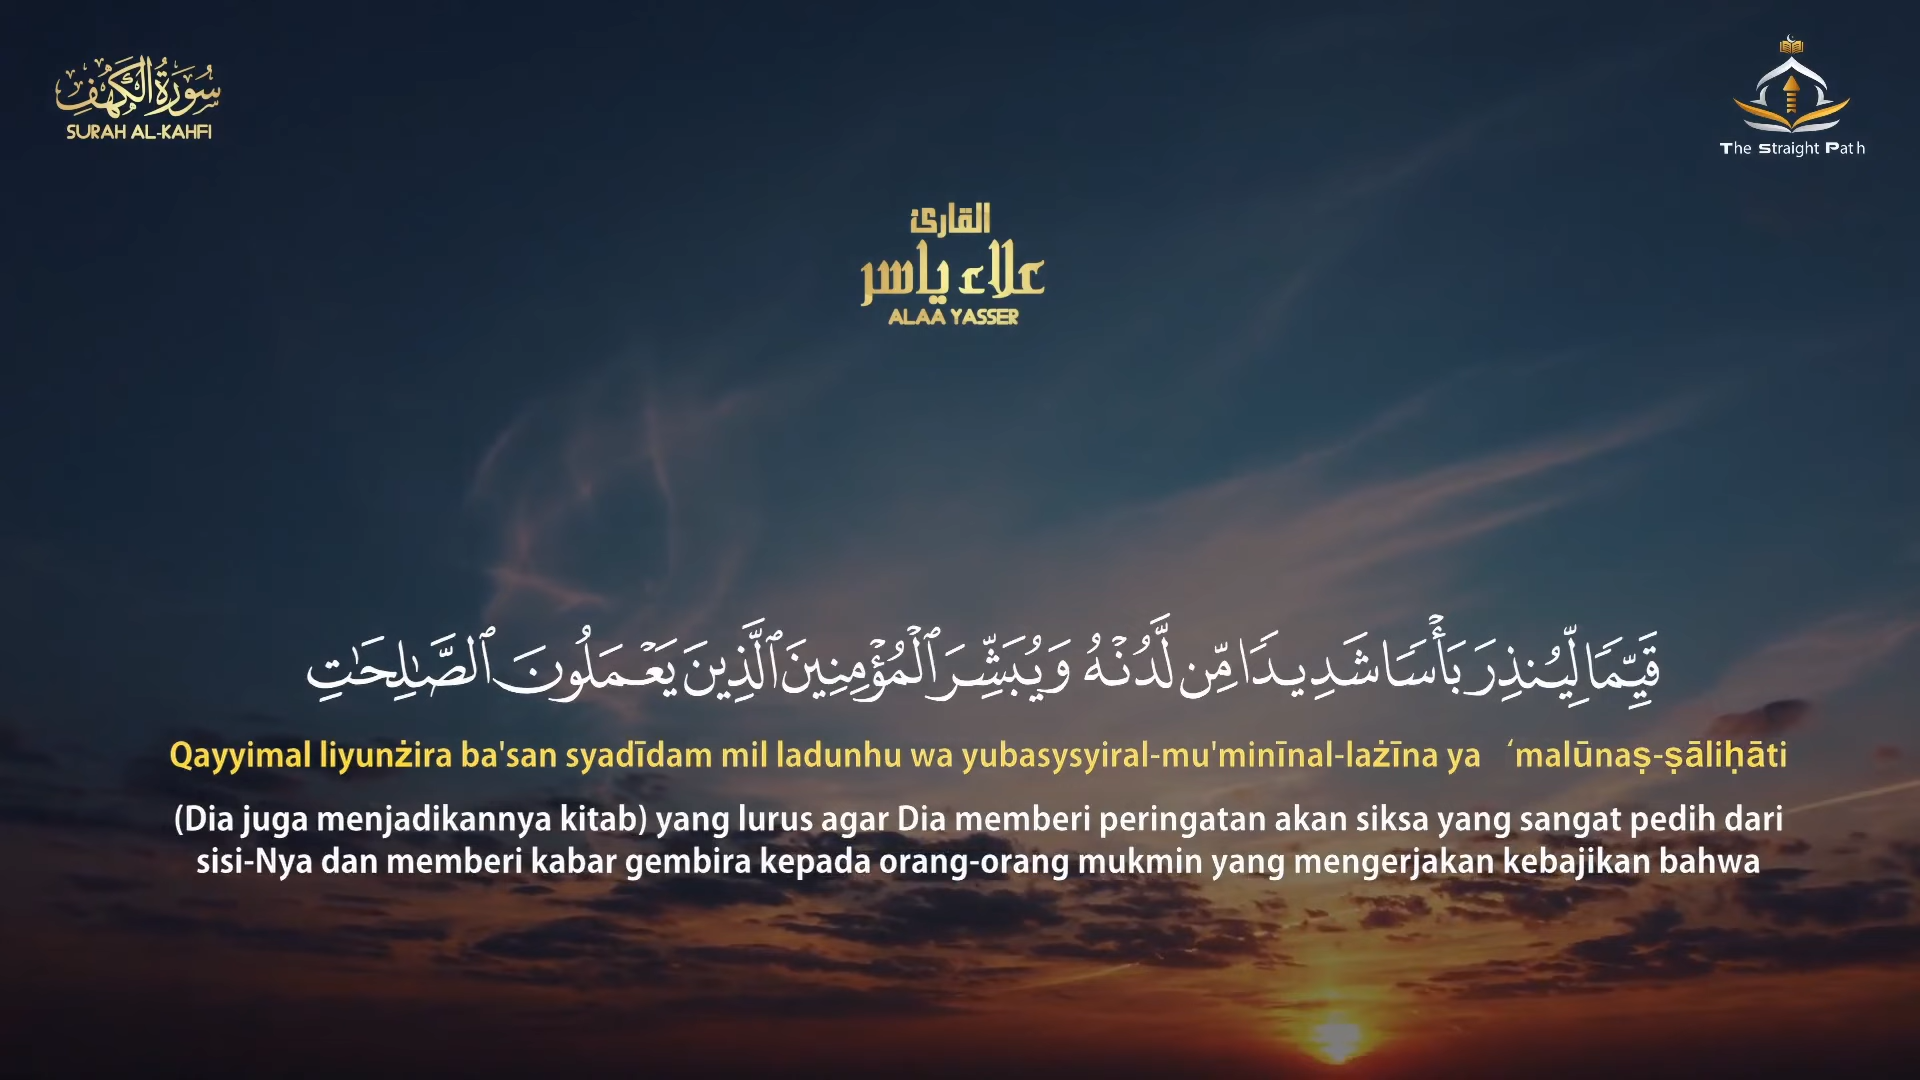 سُورَةُ الكَهْفِ
SURAH AL-KAHFI
The Straight Path
القارئ
علاء ياسر
ALAA YASSER
قَيِّمًا لِّيُنذِرَ بَأْسًا شَدِيدًا مِّن لَّدُنْهُ وَيُبَشِّرَ ٱلْمُؤْمِنِينَ ٱلَّذِينَ يَعْمَلُونَ ٱلصَّٰلِحَٰتِ
Qayyimal liyunżira ba'san syadīdam mil ladunhu wa yubasysyiral-mu'minīnal-lażīna ya ‘malūnaṣ-ṣāliḥāti
(Dia juga menjadikannya kitab) yang lurus agar Dia memberi peringatan akan siksa yang sangat pedih dari
sisi-Nya dan memberi kabar gembira kepada orang-orang mukmin yang mengerjakan kebajikan bahwa